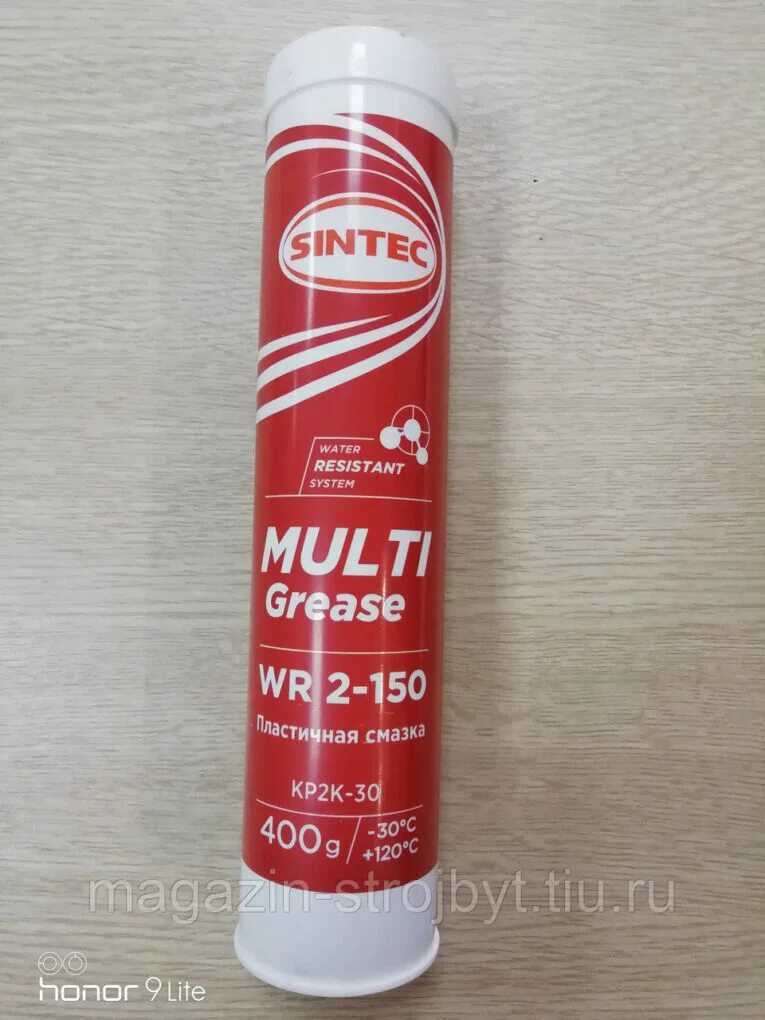 SINTEC
WATER
RESISTANT
SYSTEM
MULTI
Grease
WR 2-150
Пластичная смазка
KP2K-30
400g / -30°C
+120°C
magazin-strojbyt.tiu.ru
honor 9 Lite